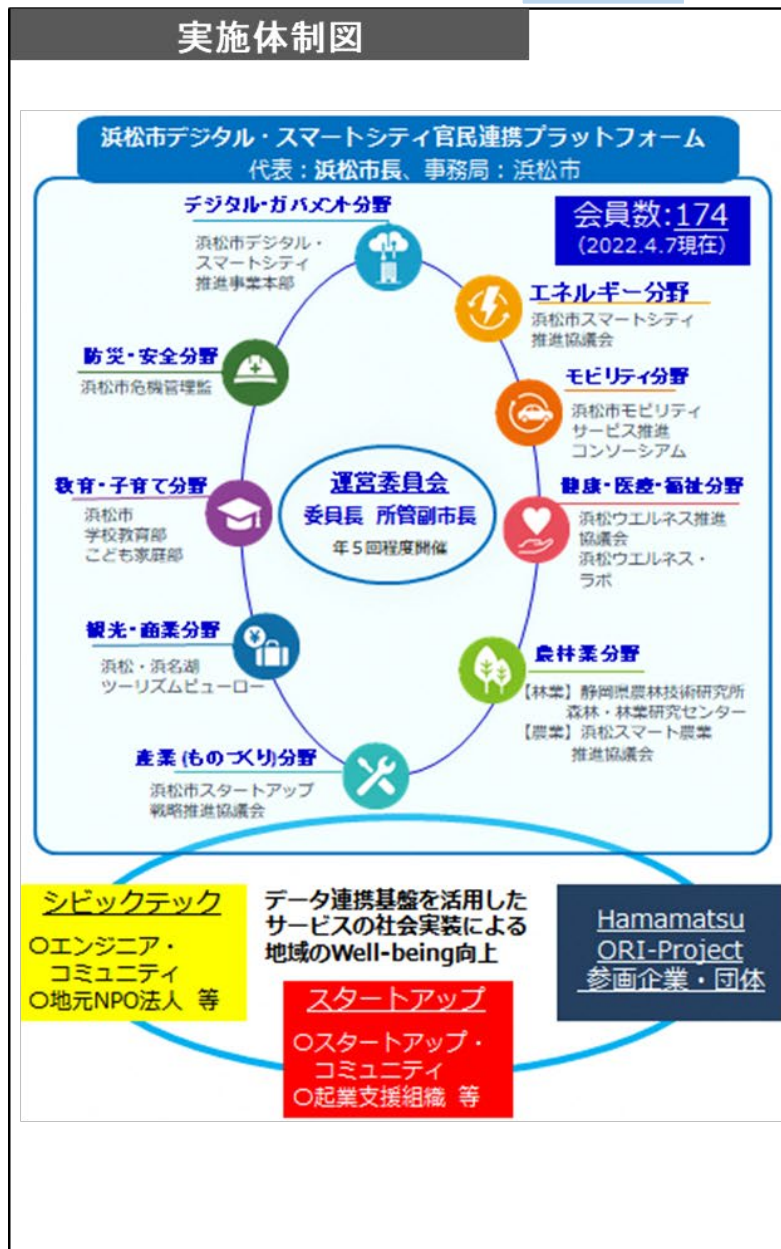 実施体制図
浜松市デジタル・スマートシティ官民連携プラットフォーム
代表：浜松市長、事務局：浜松市
デジタル・ガバメント分野
浜松市デジタル・
スマートシティ
推進事業本部
会員数:174
（2022.4.7現在）
エネルギー分野
浜松市スマートシティ
推進協議会
防災・安全分野
浜松市危機管理監
モビリティ分野
浜松市モビリティ
サービス推進
コンソーシアム
教育・子育て分野
浜松市
学校教育部
こども家庭部
運営委員会
委員長 所管副市長
年５回程度開催
健康・医療・福祉分野
浜松ウエルネス推進
協議会
浜松ウエルネス・
ラボ
観光・商業分野
浜松・浜名湖
ツーリズムビューロー
農林業分野
【林業】静岡県農林技術研究所
森林・林業研究センター
【農業】浜松スマート農業
推進協議会
産業(ものづくり)分野
浜松市スタートアップ
戦略推進協議会
シビックテック
〇エンジニア・
コミュニティ
〇地元NPO法人 等
データ連携基盤を活用した
サービスの社会実装による
地域のWell-being向上
スタートアップ
〇スタートアップ・
コミュニティ
〇起業支援組織 等
Hamamatsu
ORI-Project
参画企業・団体